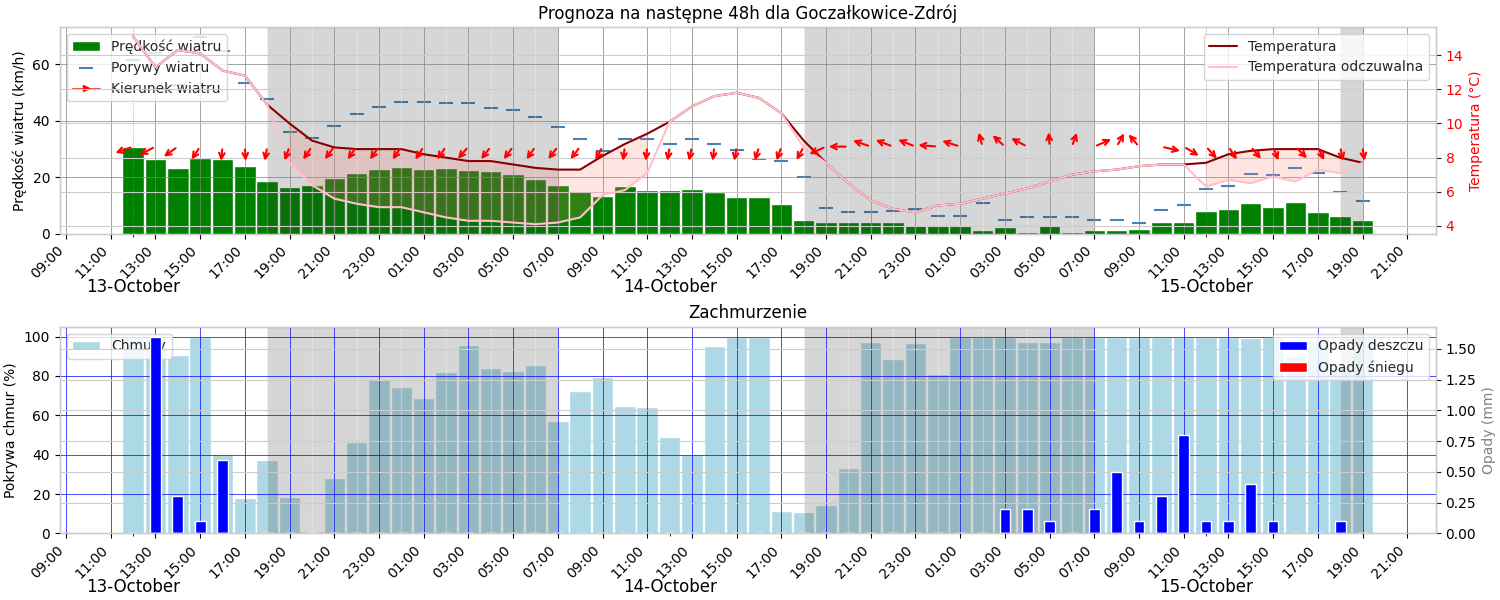 Prognoza na następne 48h dla Goczałkowice-Zdrój
Prędkość wiatru
Porywy wiatru
Kierunek wiatru
Temperatura
Temperatura odczuwalna
Prędkość wiatru (km/h)
60
40
20
0
Temperatura (°C)
14
12
10
8
6
4
09:00 11:00 13:00 15:00 17:00 19:00 21:00 23:00 01:00 03:00 05:00 07:00 09:00 11:00 13:00 15:00 17:00 19:00 21:00 23:00 01:00 03:00 05:00 07:00 09:00 11:00 13:00 15:00 17:00 19:00 21:00
13-October 14-October 15-October
Zachmurzenie
Chmury
Opady deszczu
Opady śniegu
Pokrywa chmur (%)
100
80
60
40
20
0
Opady (mm)
1.50
1.25
1.00
0.75
0.50
0.25
0.00
09:00 11:00 13:00 15:00 17:00 19:00 21:00 23:00 01:00 03:00 05:00 07:00 09:00 11:00 13:00 15:00 17:00 19:00 21:00 23:00 01:00 03:00 05:00 07:00 09:00 11:00 13:00 15:00 17:00 19:00 21:00
13-October 14-October 15-October